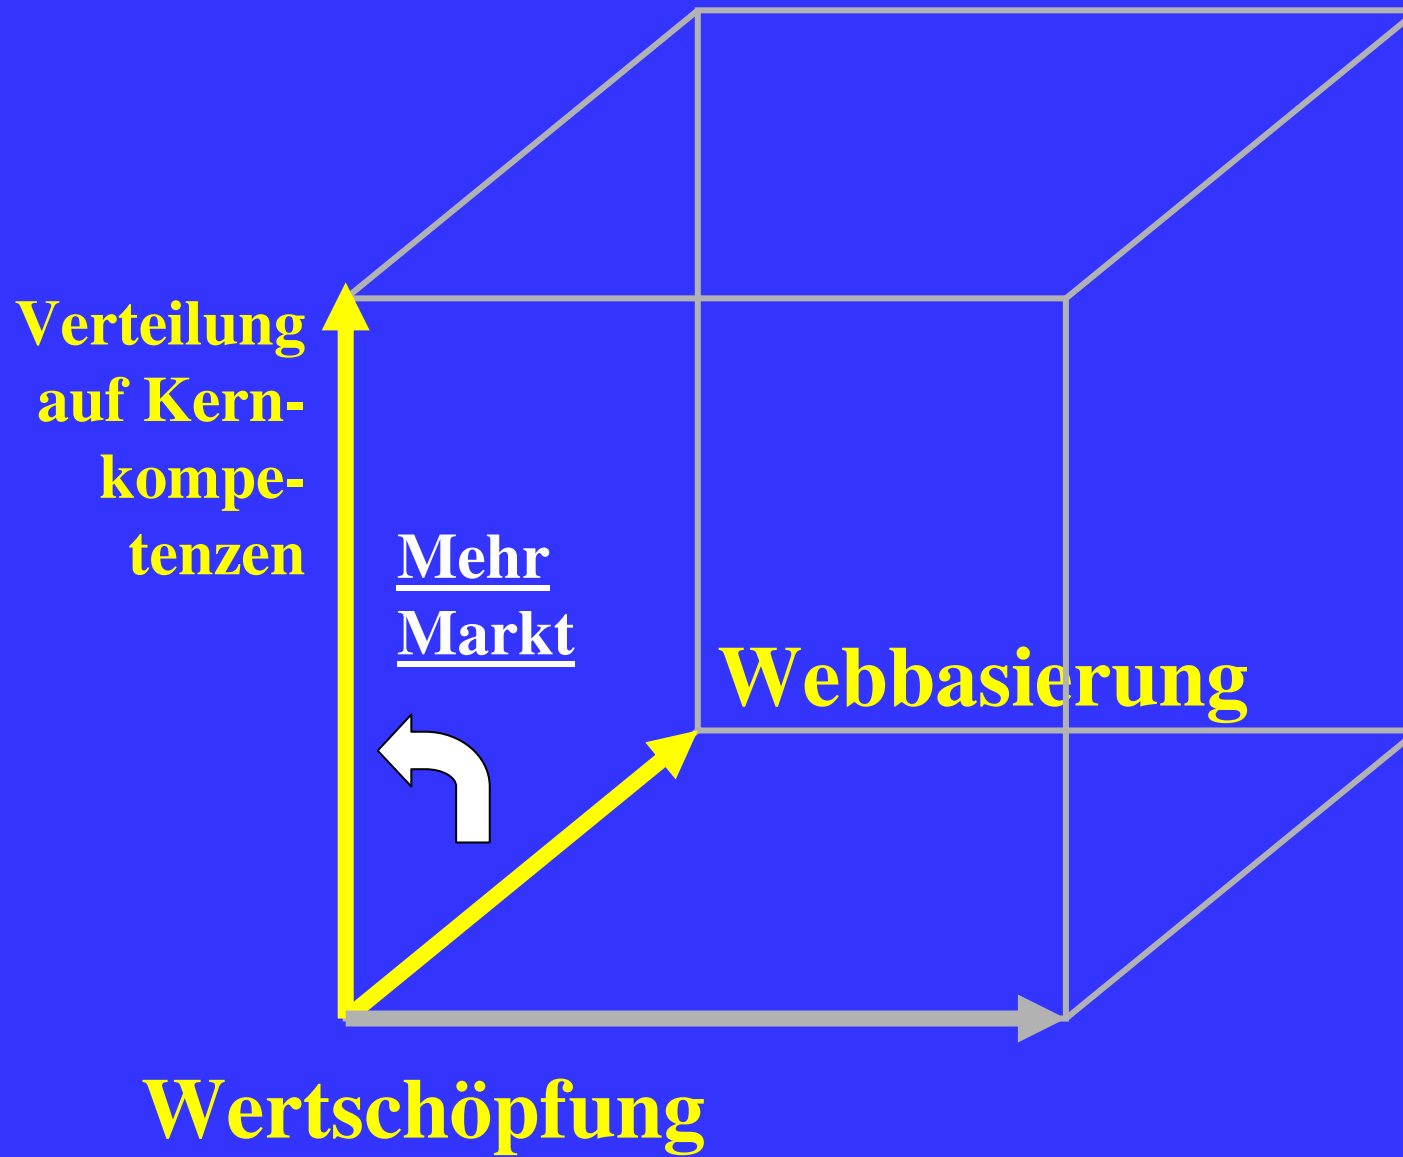 Verteilung
auf Kern-
kompe-
tenzen
Mehr
Markt
Webbasierung
Wertschöpfung